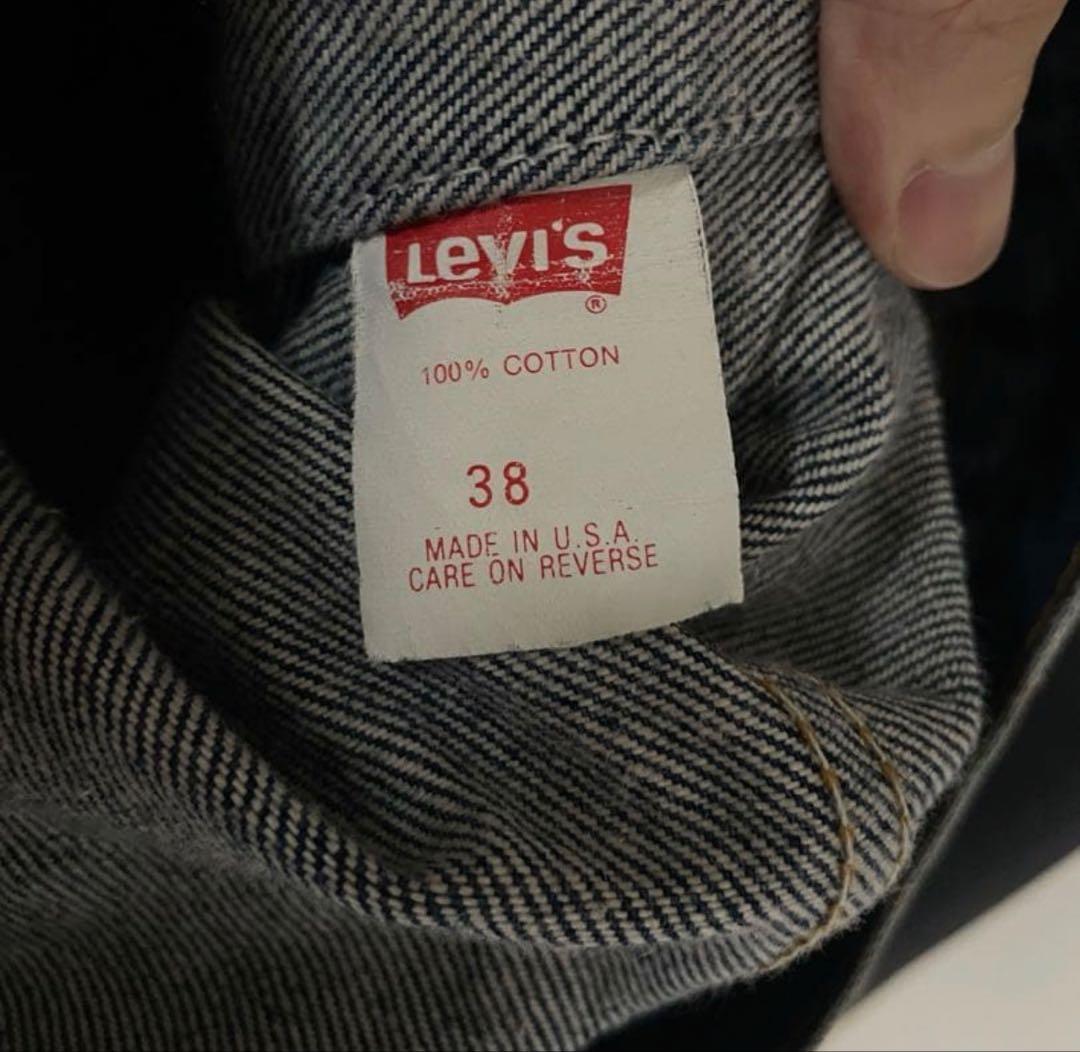 Levi's
®
100% COTTON
38
MADE IN U.S.A.
CARE ON REVERSE